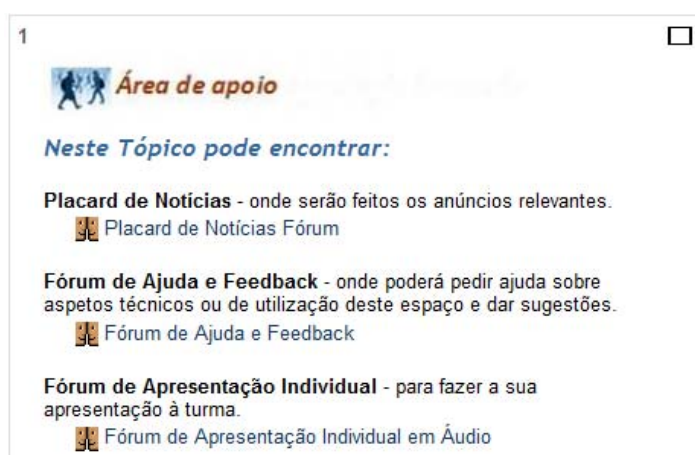 1
Área de apoio
Neste Tópico pode encontrar:
Placard de Notícias - onde serão feitos os anúncios relevantes.
Placard de Notícias Fórum
Fórum de Ajuda e Feedback - onde poderá pedir ajuda sobre
aspetos técnicos ou de utilização deste espaço e dar sugestões.
Fórum de Ajuda e Feedback
Fórum de Apresentação Individual - para fazer a sua
apresentação à turma.
Fórum de Apresentação Individual em Áudio